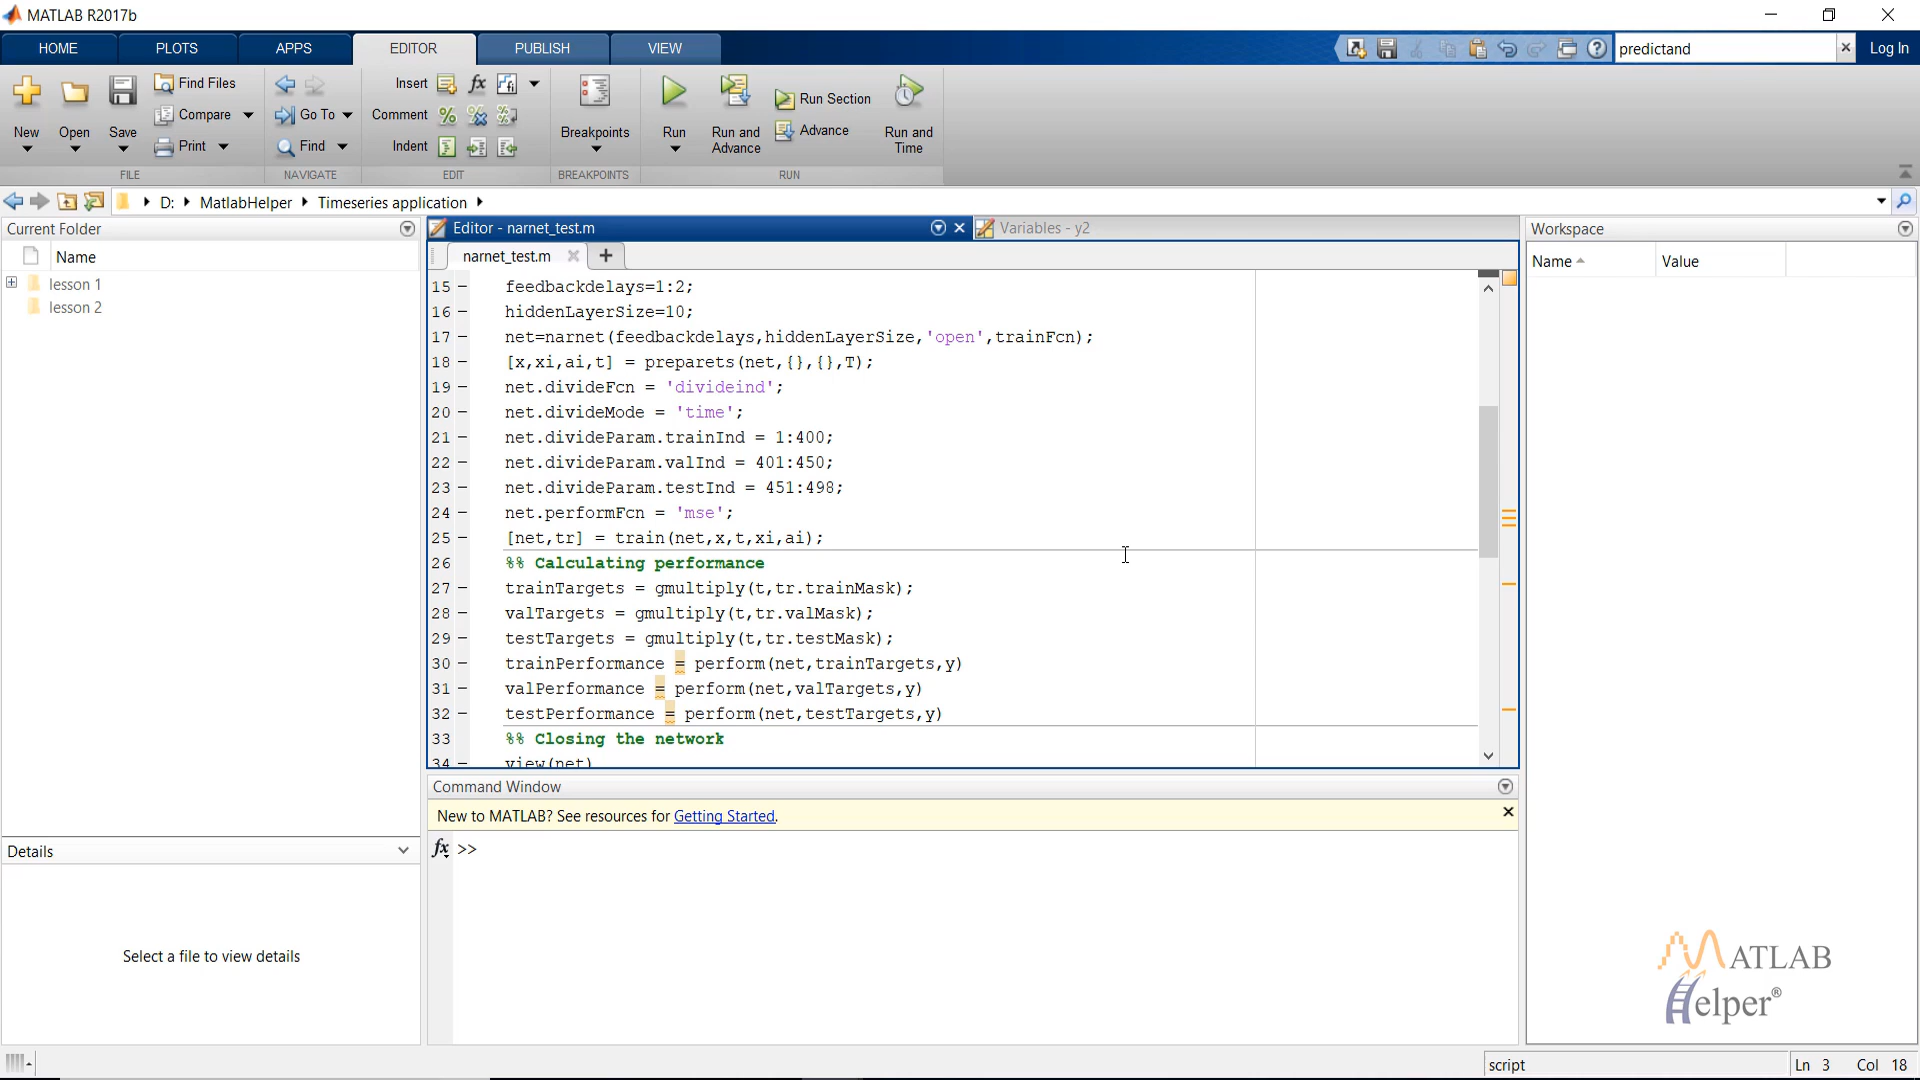 MATLAB R2017b
HOME PLOTS APPS EDITOR PUBLISH VIEW predictand Log In
New Open Save Find Files Compare Print
Go To Find
Insert fx Comment Indent
Breakpoints
Run Run and Advance Run Section Advance Run and Time
FILE NAVIGATE EDIT BREAKPOINTS RUN
D: MatlabHelper Timeseries application
Current Folder
Name
lesson 1
lesson 2
Details
Select a file to view details
Editor - narnet_test.m Variables - y2
narnet_test.m
15 – feedbackdelays=1:2;
16 – hiddenLayerSize=10;
17 – net=narnet(feedbackdelays,hiddenLayerSize,'open',trainFcn);
18 – [x,xi,ai,t] = preparets(net,{},{},T);
19 – net.divideFcn = 'divideind';
20 – net.divideMode = 'time';
21 – net.divideParam.trainInd = 1:400;
22 – net.divideParam.valInd = 401:450;
23 – net.divideParam.testInd = 451:498;
24 – net.performFcn = 'mse';
25 – [net,tr] = train(net,x,t,xi,ai);
26 %% Calculating performance
27 – trainTargets = gmultiply(t,tr.trainMask);
28 – valTargets = gmultiply(t,tr.valMask);
29 – testTargets = gmultiply(t,tr.testMask);
30 – trainPerformance = perform(net,trainTargets,y)
31 – valPerformance = perform(net,valTargets,y)
32 – testPerformance = perform(net,testTargets,y)
33 %% Closing the network
34 – view(net)
Command Window
New to MATLAB? See resources for Getting Started.
fx >>
Workspace
Name Value
MATLAB
Helper®
script Ln 3 Col 18